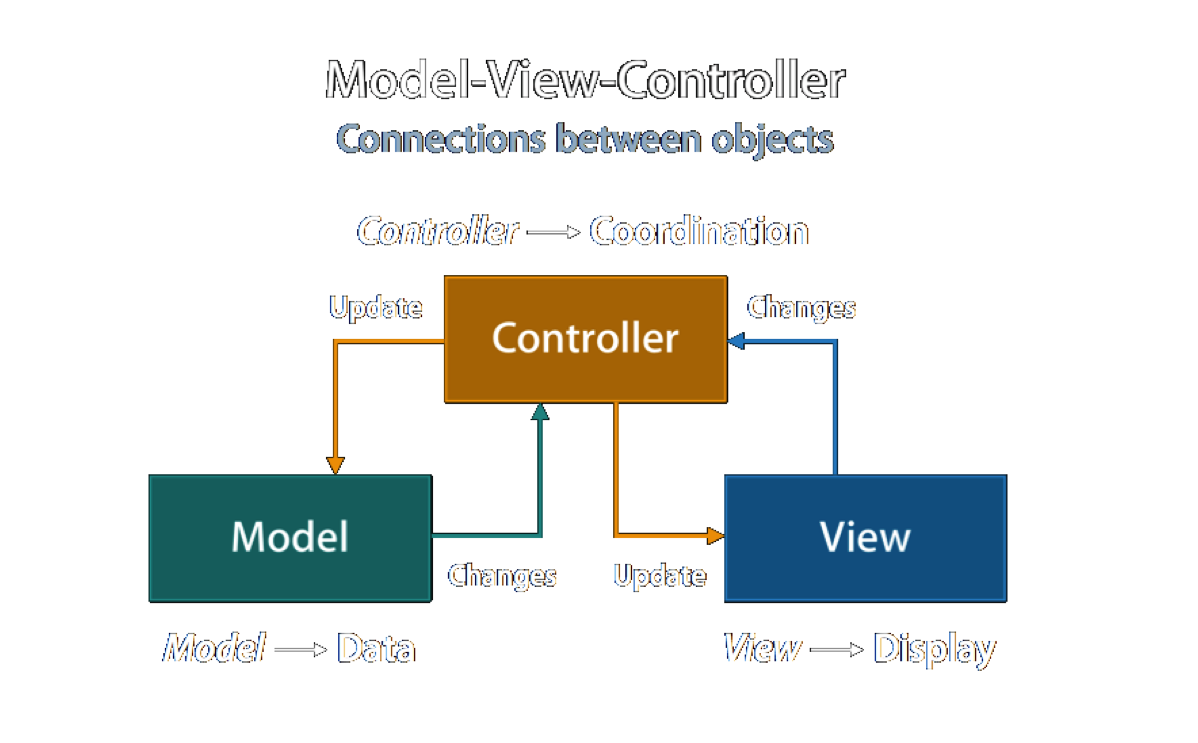 Model-View-Controller
Connections between objects
Controller → Coordination
Update
Changes
Controller
Model
View
Changes
Update
Model → Data
View → Display